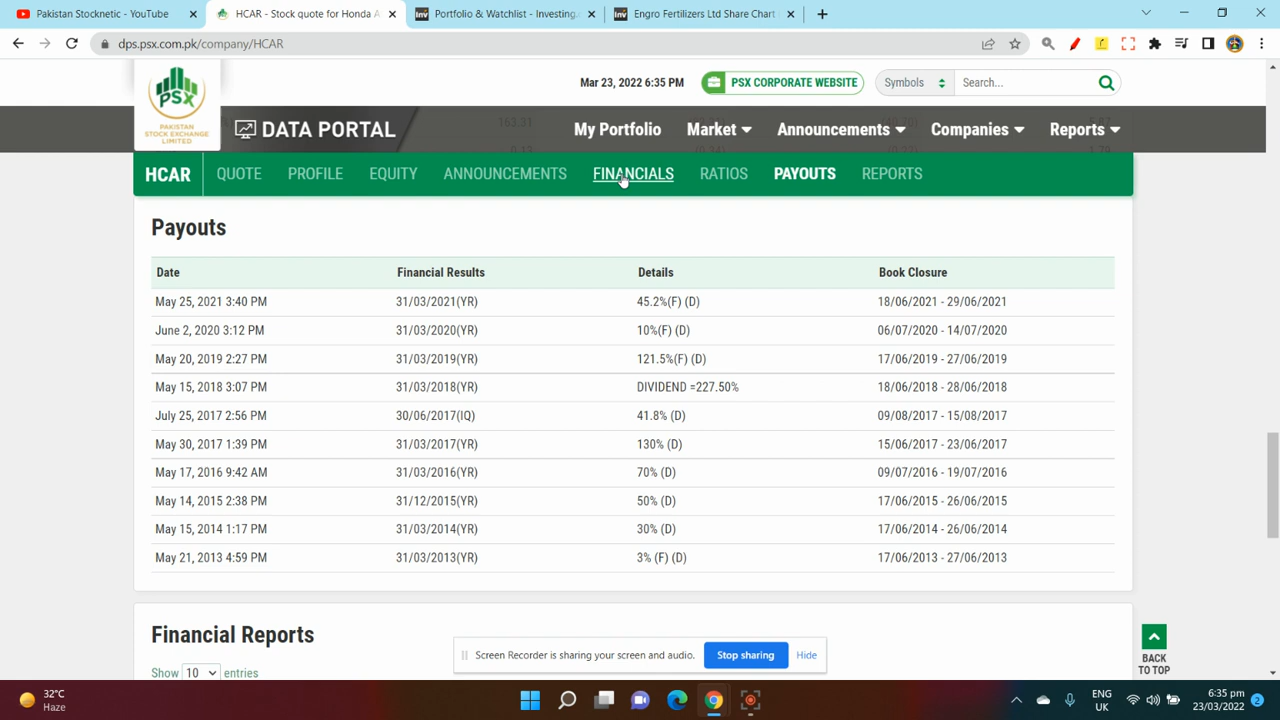 Pakistan Stocknetic - YouTube
HCAR - Stock quote for Honda A
Portfolio & Watchlist - Investing.c
Engro Fertilizers Ltd Share Chart
dps.psx.com.pk/company/HCAR
PSX
PAKISTAN
STOCK EXCHANGE
LIMITED
Mar 23, 2022 6:35 PM
PSX CORPORATE WEBSITE
Symbols
Search...
DATA PORTAL
My Portfolio
Market
Announcements
Companies
Reports
HCAR
QUOTE
PROFILE
EQUITY
ANNOUNCEMENTS
FINANCIALS
RATIOS
PAYOUTS
REPORTS
Payouts
Date Financial Results Details Book Closure
May 25, 2021 3:40 PM 31/03/2021(YR) 45.2%(F) (D) 18/06/2021 - 29/06/2021
June 2, 2020 3:12 PM 31/03/2020(YR) 10%(F) (D) 06/07/2020 - 14/07/2020
May 20, 2019 2:27 PM 31/03/2019(YR) 121.5%(F) (D) 17/06/2019 - 27/06/2019
May 15, 2018 3:07 PM 31/03/2018(YR) DIVIDEND =227.50% 18/06/2018 - 28/06/2018
July 25, 2017 2:56 PM 30/06/2017(IQ) 41.8% (D) 09/08/2017 - 15/08/2017
May 30, 2017 1:39 PM 31/03/2017(YR) 130% (D) 15/06/2017 - 23/06/2017
May 17, 2016 9:42 AM 31/03/2016(YR) 70% (D) 09/07/2016 - 19/07/2016
May 14, 2015 2:38 PM 31/12/2015(YR) 50% (D) 17/06/2015 - 26/06/2015
May 15, 2014 1:17 PM 31/03/2014(YR) 30% (D) 17/06/2014 - 26/06/2014
May 21, 2013 4:59 PM 31/03/2013(YR) 3% (F) (D) 17/06/2013 - 27/06/2013
Financial Reports
Show 10 entries
Screen Recorder is sharing your screen and audio. Stop sharing Hide
BACK
TO TOP
32°C
Haze
ENG
UK
6:35 pm
23/03/2022
2